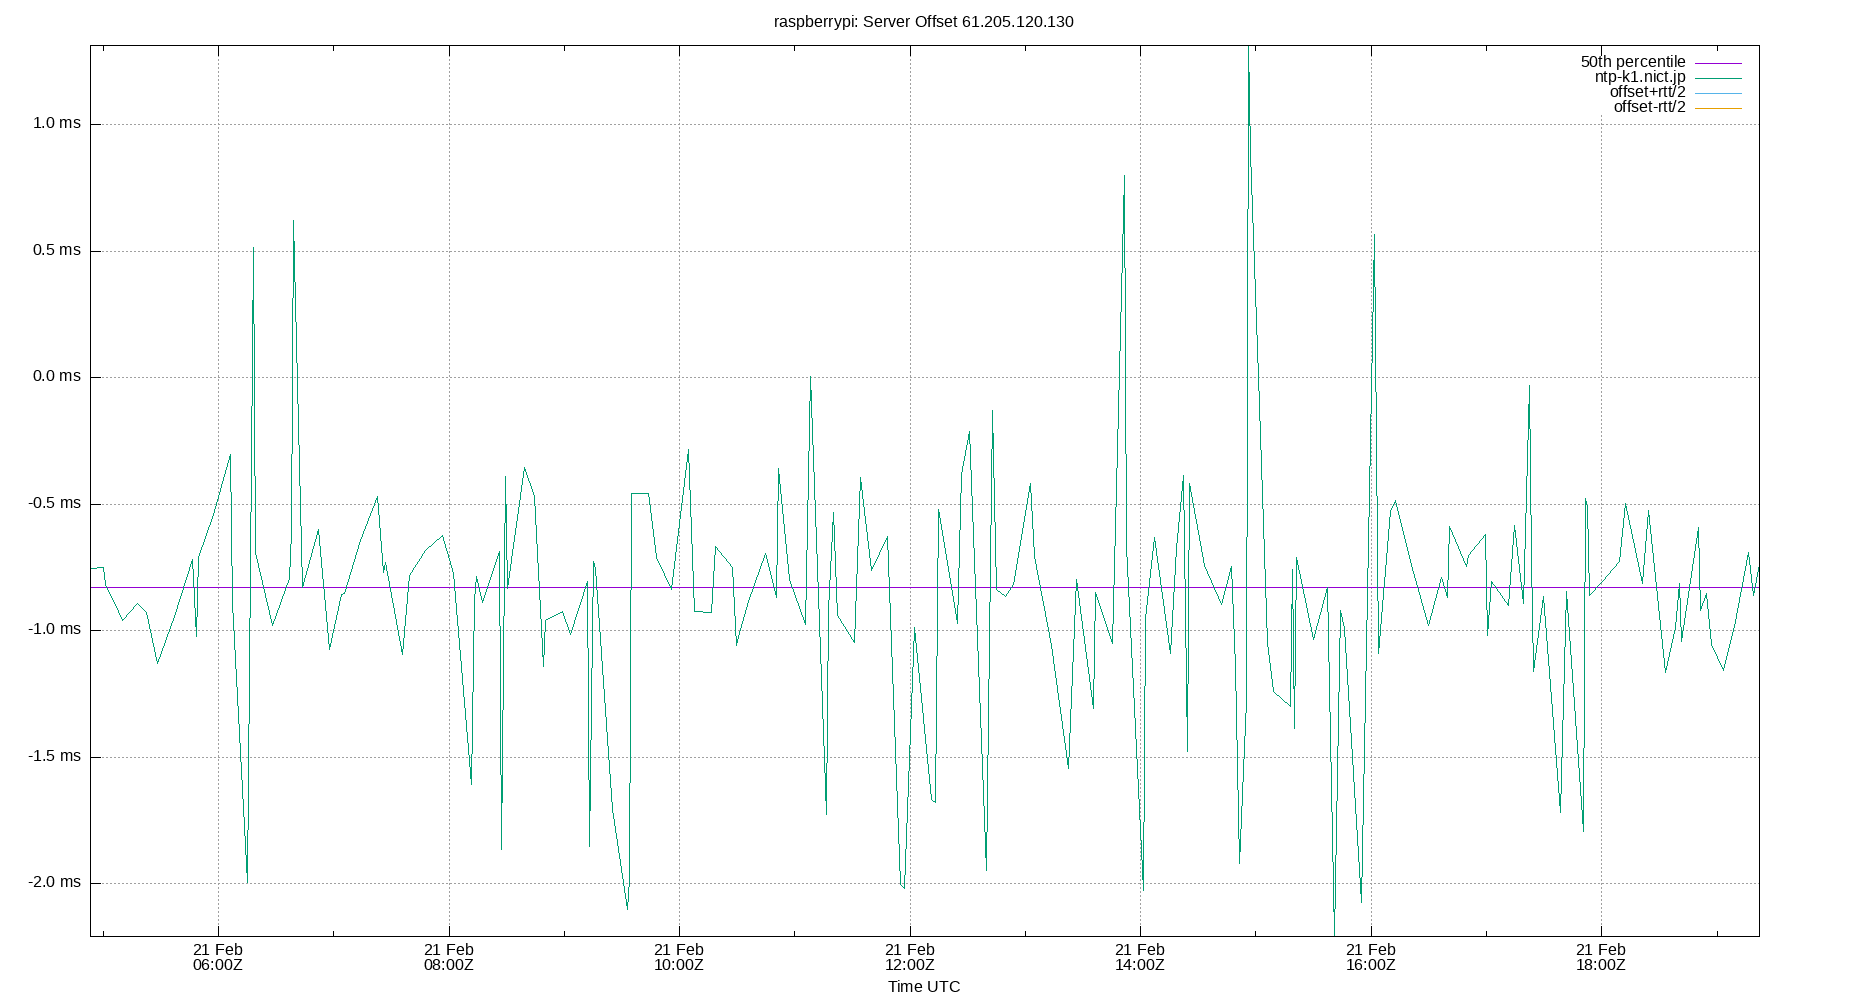 raspberrypi: Server Offset 61.205.120.130
50th percentile
ntp-k1.nict.jp
offset+rtt/2
offset-rtt/2
1.0 ms
0.5 ms
0.0 ms
-0.5 ms
-1.0 ms
-1.5 ms
-2.0 ms
21 Feb 21 Feb 21 Feb 21 Feb 21 Feb 21 Feb 21 Feb
06:00Z 08:00Z 10:00Z 12:00Z 14:00Z 16:00Z 18:00Z
Time UTC